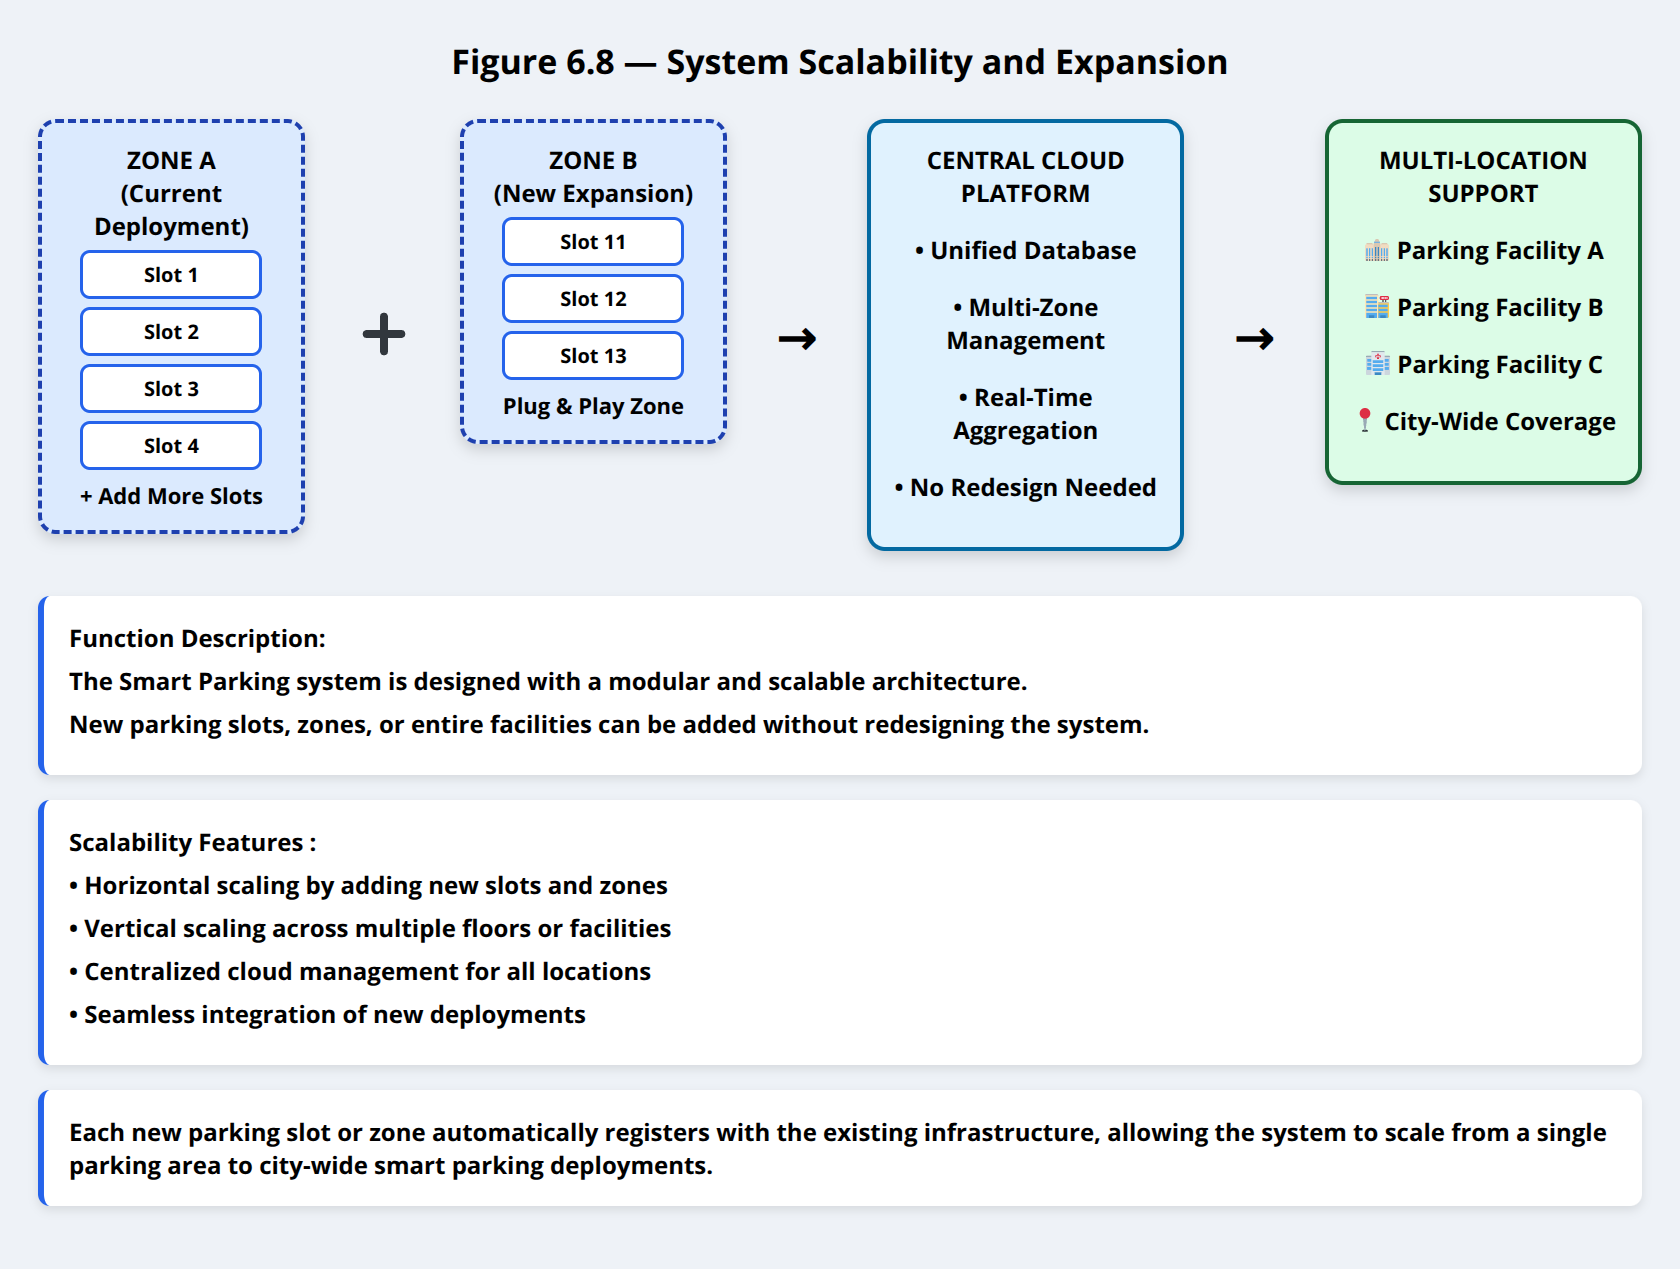 Figure 6.8 — System Scalability and Expansion
ZONE A
(Current
Deployment)
Slot 1
Slot 2
Slot 3
Slot 4
+ Add More Slots
ZONE B
(New Expansion)
Slot 11
Slot 12
Slot 13
Plug & Play Zone
CENTRAL CLOUD
PLATFORM
• Unified Database
• Multi-Zone
Management
• Real-Time
Aggregation
• No Redesign Needed
MULTI-LOCATION
SUPPORT
Parking Facility A
Parking Facility B
Parking Facility C
City-Wide Coverage
Function Description:
The Smart Parking system is designed with a modular and scalable architecture.
New parking slots, zones, or entire facilities can be added without redesigning the system.
Scalability Features :
• Horizontal scaling by adding new slots and zones
• Vertical scaling across multiple floors or facilities
• Centralized cloud management for all locations
• Seamless integration of new deployments
Each new parking slot or zone automatically registers with the existing infrastructure, allowing the system to scale from a single
parking area to city-wide smart parking deployments.